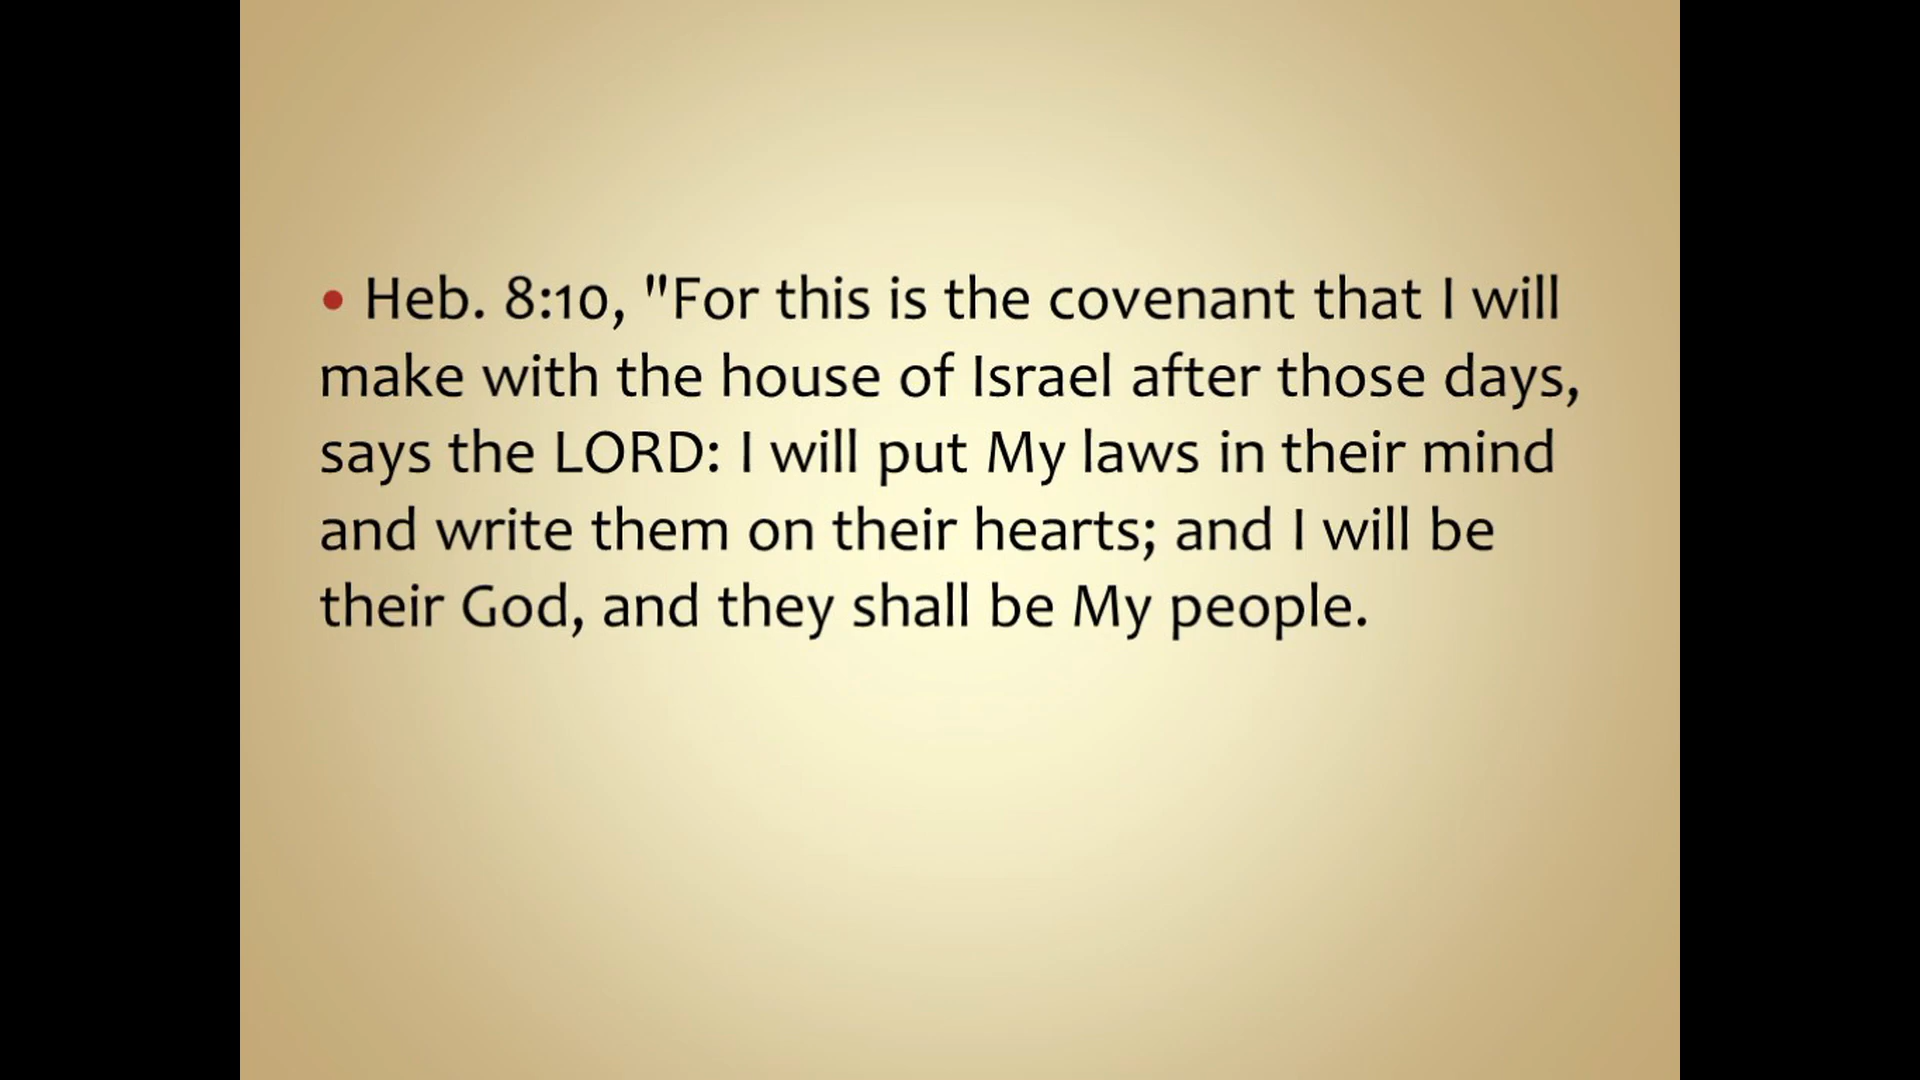 • Heb. 8:10, "For this is the covenant that I will
make with the house of Israel after those days,
says the LORD: I will put My laws in their mind
and write them on their hearts; and I will be
their God, and they shall be My people.